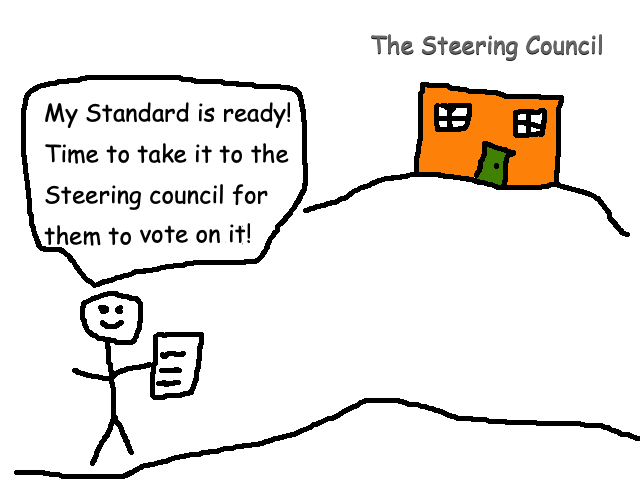 The Steering Council
My Standard is ready!
Time to take it to the
Steering council for
them to vote on it!